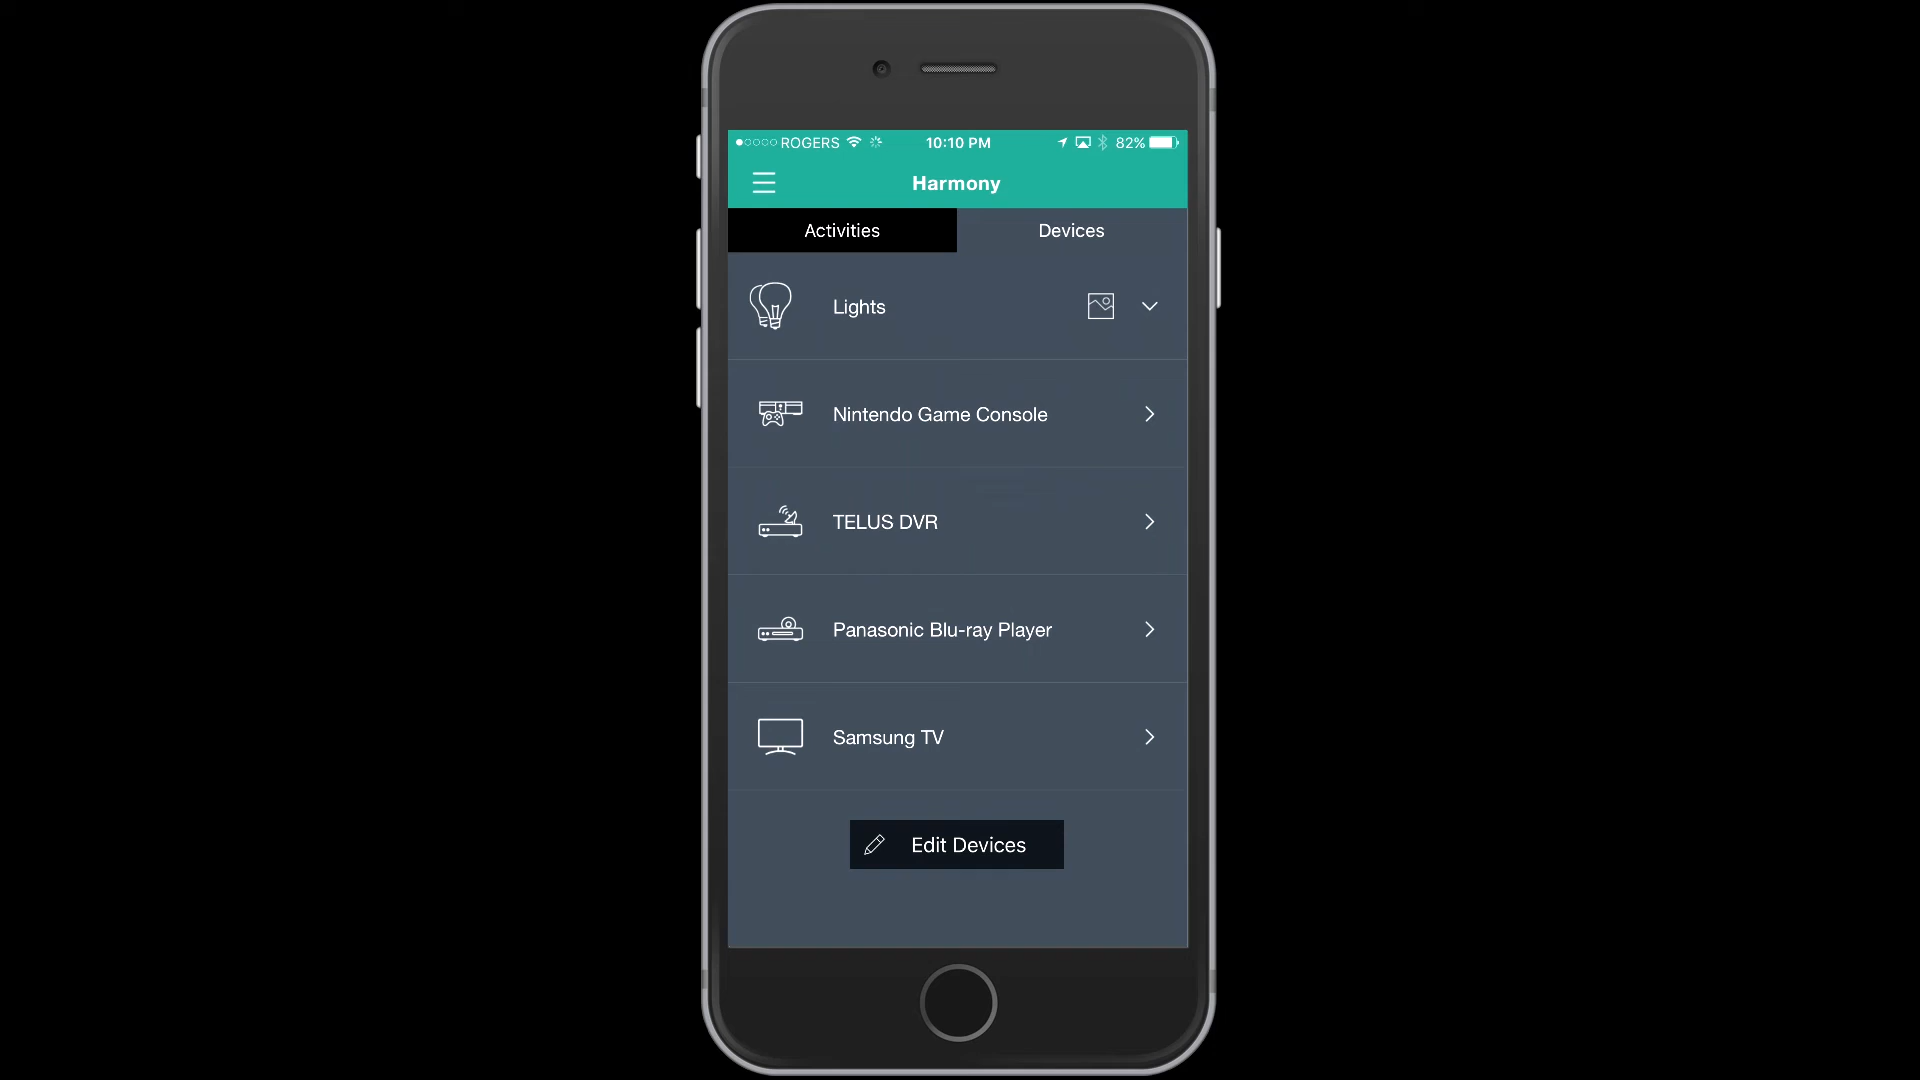 ROGERS 10:10 PM 82%
Harmony
Activities Devices
Lights
Nintendo Game Console
TELUS DVR
Panasonic Blu-ray Player
Samsung TV
Edit Devices